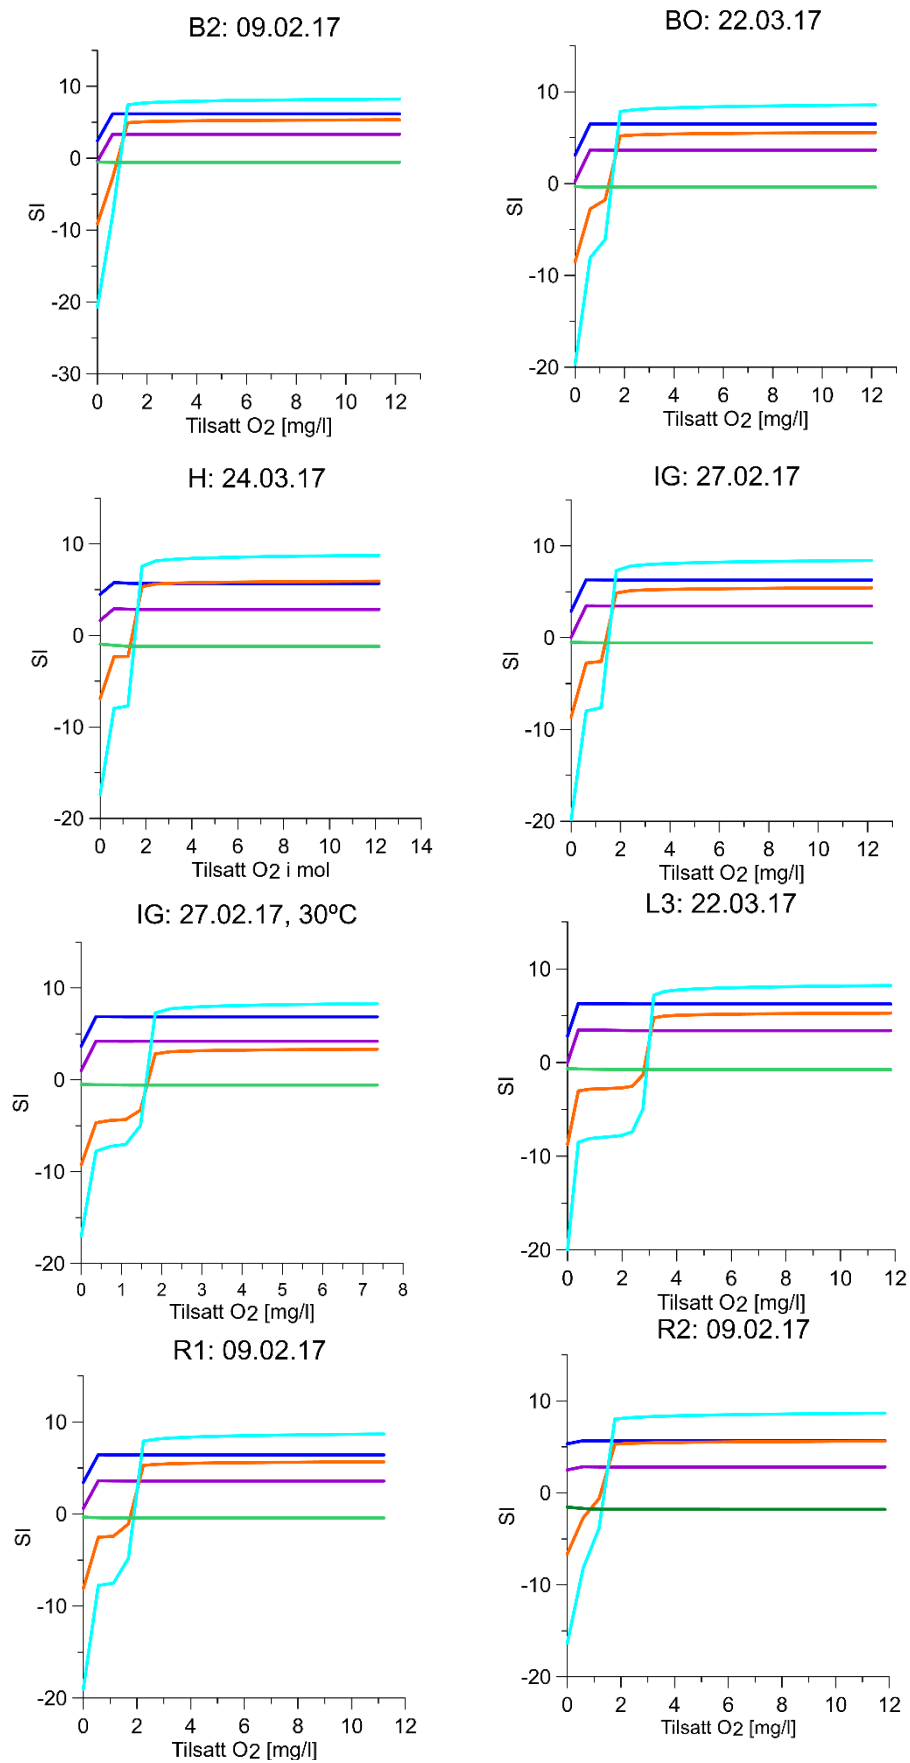 B2: 09.02.17
10
0
-10
-20
-30
SI
0 2 4 6 8 10 12
Tilsatt O2 [mg/l]
BO: 22.03.17
10
0
-10
-20
SI
0 2 4 6 8 10 12
Tilsatt O2 [mg/l]
H: 24.03.17
10
0
-10
-20
SI
0 2 4 6 8 10 12 14
Tilsatt O2 i mol
IG: 27.02.17
10
0
-10
-20
SI
0 2 4 6 8 10 12
Tilsatt O2 [mg/l]
IG: 27.02.17, 30ºC
10
0
-10
-20
SI
0 1 2 3 4 5 6 7 8
Tilsatt O2 [mg/l]
L3: 22.03.17
10
0
-10
-20
SI
0 2 4 6 8 10 12
Tilsatt O2 [mg/l]
R1: 09.02.17
10
0
-10
-20
SI
0 2 4 6 8 10 12
Tilsatt O2 [mg/l]
R2: 09.02.17
10
0
-10
-20
SI
0 2 4 6 8 10 12
Tilsatt O2 [mg/l]